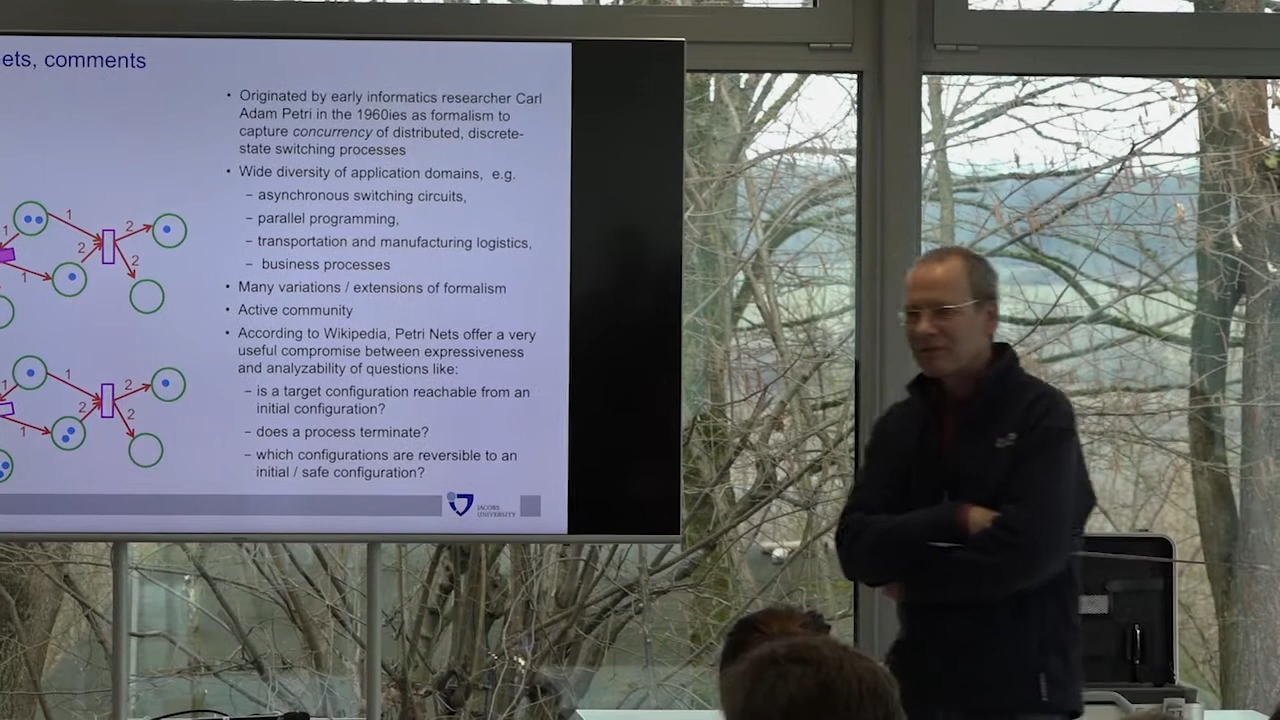 ets, comments
• Originated by early informatics researcher Carl
Adam Petri in the 1960ies as formalism to
capture concurrency of distributed, discrete-
state switching processes
• Wide diversity of application domains, e.g.
– asynchronous switching circuits,
– parallel programming,
– transportation and manufacturing logistics,
– business processes
• Many variations / extensions of formalism
• Active community
• According to Wikipedia, Petri Nets offer a very
useful compromise between expressiveness
and analyzability of questions like:
– is a target configuration reachable from an
initial configuration?
– does a process terminate?
– which configurations are reversible to an
initial / safe configuration?
1
1
2
2
2
1
1
1
2
2
2
1
JACOBS
UNIVERSITY